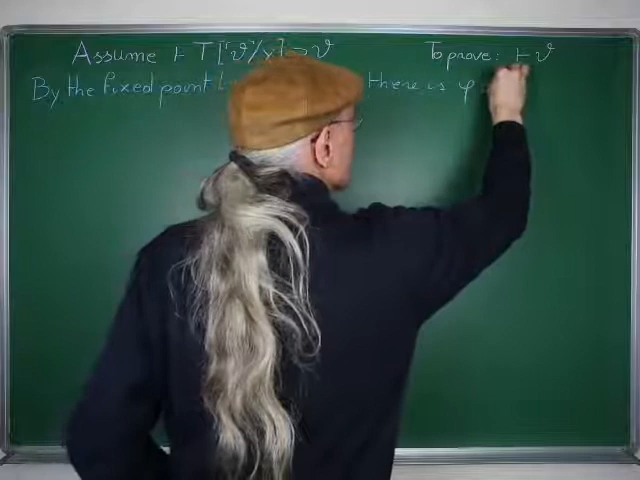 Assume ⊢ T['ϑ'/x] → ϑ To prove: ⊢ ϑ
By the fixed point there is φ